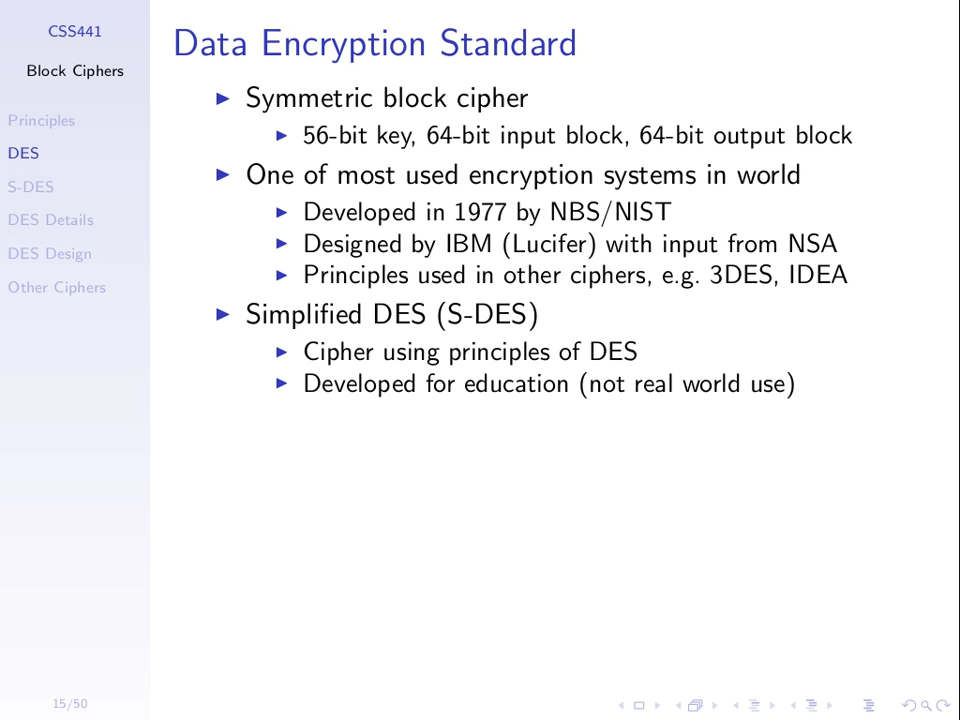 CSS441
Block Ciphers
Principles
DES
S-DES
DES Details
DES Design
Other Ciphers
15/50
Data Encryption Standard
Symmetric block cipher
56-bit key, 64-bit input block, 64-bit output block
One of most used encryption systems in world
Developed in 1977 by NBS/NIST
Designed by IBM (Lucifer) with input from NSA
Principles used in other ciphers, e.g. 3DES, IDEA
Simplified DES (S-DES)
Cipher using principles of DES
Developed for education (not real world use)